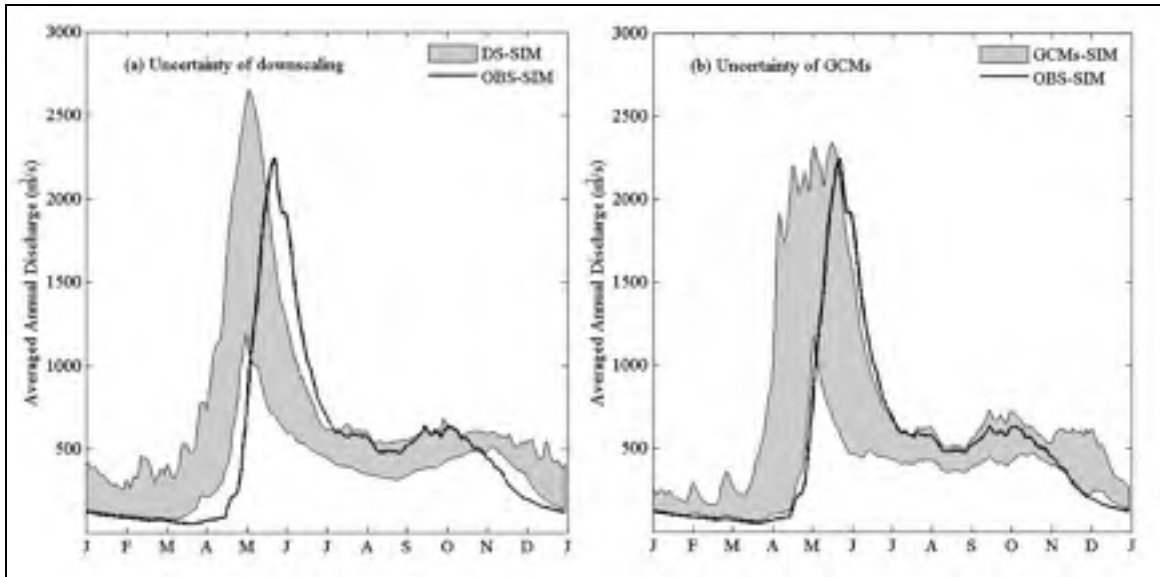 3000
2500
2000
1500
1000
500
Averaged Annual Discharge (m³/s)
(a) Uncertainty of downscaling
DS-SIM
OBS-SIM
J F M A M J J A S O N D J
3000
2500
2000
1500
1000
500
Averaged Annual Discharge (m³/s)
(b) Uncertainty of GCMs
GCMs-SIM
OBS-SIM
J F M A M J J A S O N D J